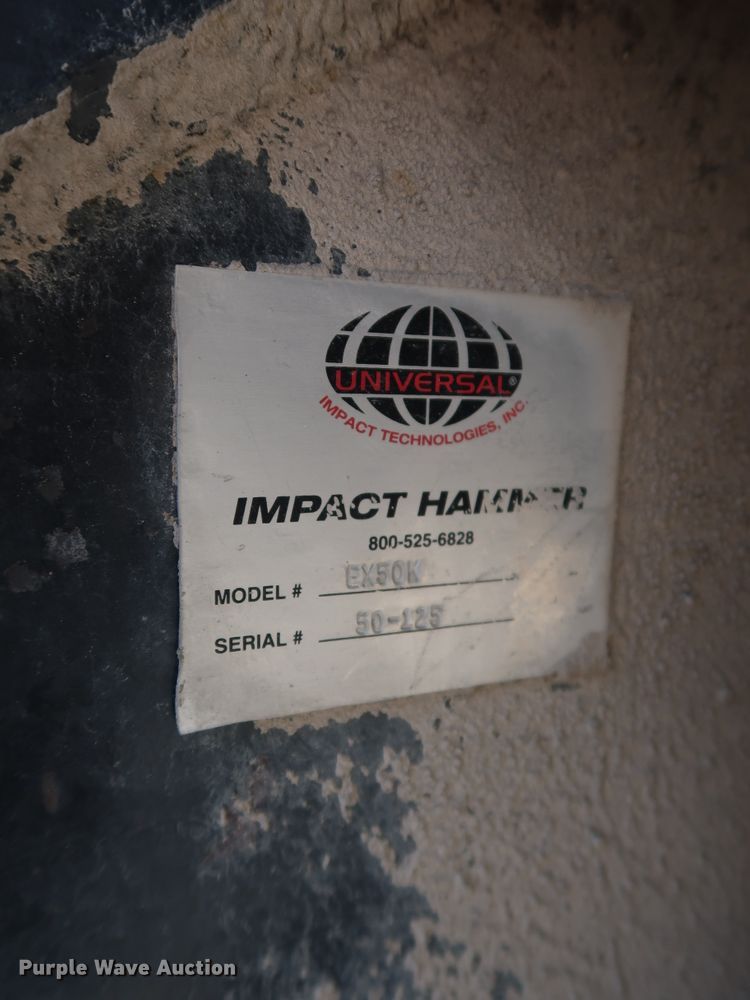 UNIVERSAL®
IMPACT TECHNOLOGIES, INC.
IMPACT HAMMER
800-525-6828
MODEL # EX50K
SERIAL # 50-125
Purple Wave Auction